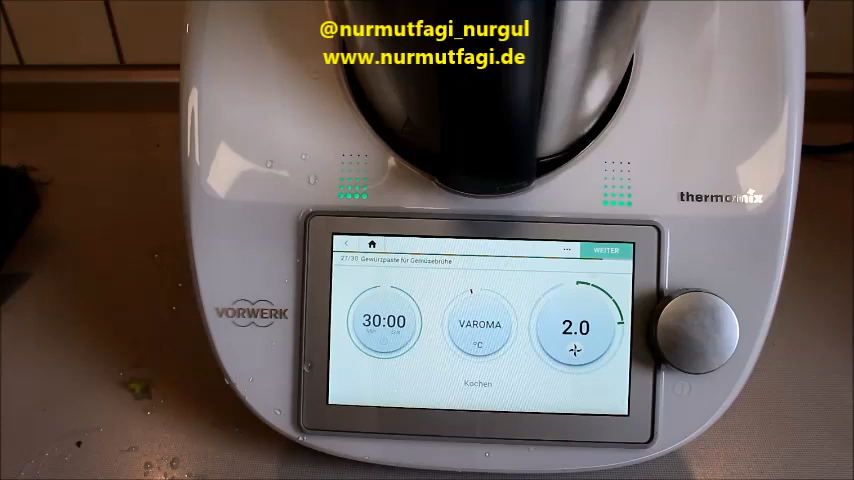 @nurmutfagi_nurgul
www.nurmutfagi.de
thermomix
WEITER
27/30 Gewürzpaste für Gemüsebrühe
30:00
VAROMA
2.0
°C
Kochen
VORWERK